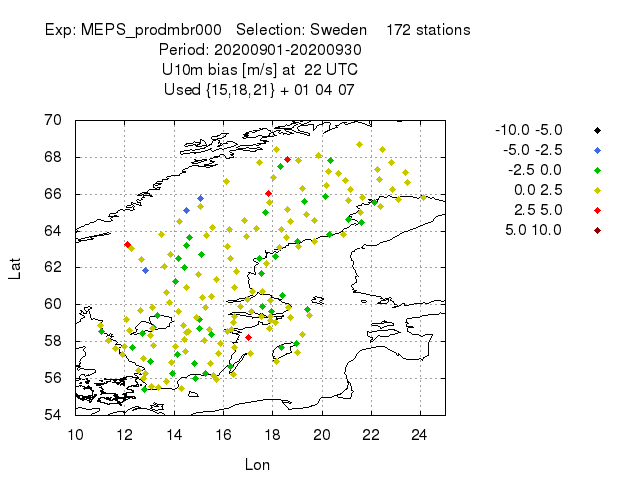 Exp: MEPS_prodmbr000   Selection: Sweden    172 stations
Period: 20200901-20200930
U10m bias [m/s] at  22 UTC
Used {15,18,21} + 01 04 07
70
68
66
64
62
60
58
56
54
Lat
10 12 14 16 18 20 22 24
Lon
-10.0 -5.0
-5.0 -2.5
-2.5 0.0
0.0 2.5
2.5 5.0
5.0 10.0